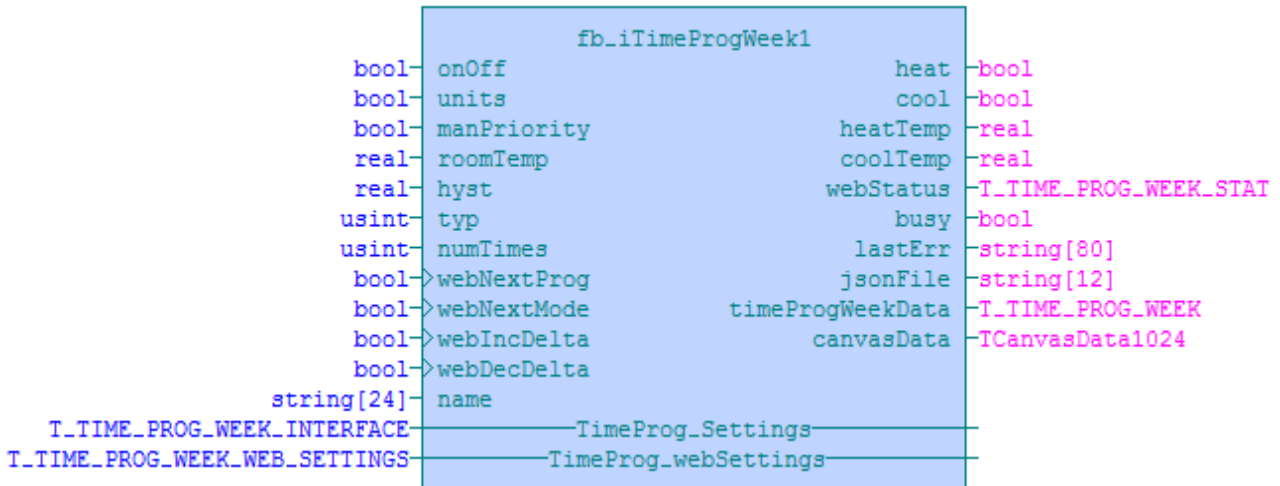 fb_iTimeProgWeek1
bool onOff heat bool
bool units cool bool
bool manPriority heatTemp real
real roomTemp coolTemp real
real hyst webStatus T_TIME_PROG_WEEK_STAT
usint typ busy bool
usint numTimes lastErr string[80]
bool webNextProg jsonFile string[12]
bool webNextMode timeProgWeekData T_TIME_PROG_WEEK
bool webIncDelta canvasData TCanvasData1024
bool webDecDelta
string[24] name
T_TIME_PROG_WEEK_INTERFACE TimeProg_Settings
T_TIME_PROG_WEEK_WEB_SETTINGS TimeProg_webSettings